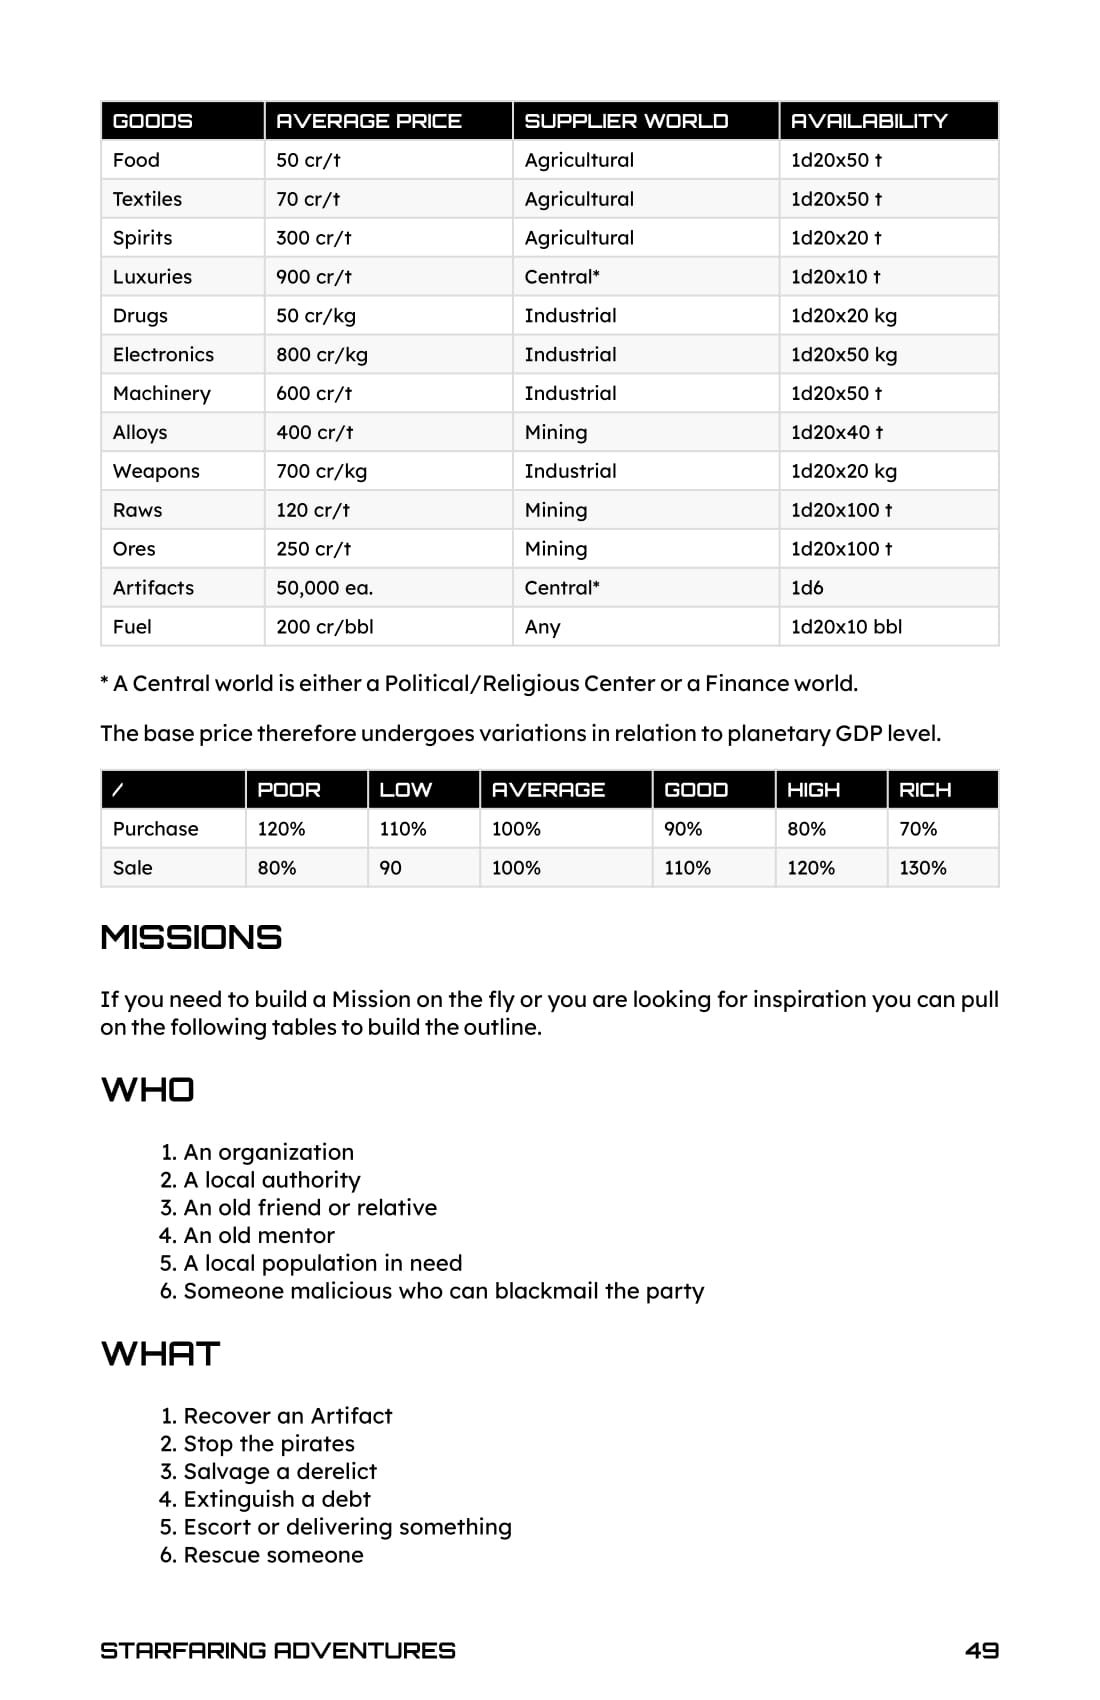 GOODS AVERAGE PRICE SUPPLIER WORLD AVAILABILITY
Food 50 cr/t Agricultural 1d20x50 t
Textiles 70 cr/t Agricultural 1d20x50 t
Spirits 300 cr/t Agricultural 1d20x20 t
Luxuries 900 cr/t Central* 1d20x10 t
Drugs 50 cr/kg Industrial 1d20x20 kg
Electronics 800 cr/kg Industrial 1d20x50 kg
Machinery 600 cr/t Industrial 1d20x50 t
Alloys 400 cr/t Mining 1d20x40 t
Weapons 700 cr/kg Industrial 1d20x20 kg
Raws 120 cr/t Mining 1d20x100 t
Ores 250 cr/t Mining 1d20x100 t
Artifacts 50,000 ea. Central* 1d6
Fuel 200 cr/bbl Any 1d20x10 bbl
* A Central world is either a Political/Religious Center or a Finance world.
The base price therefore undergoes variations in relation to planetary GDP level.
/ POOR LOW AVERAGE GOOD HIGH RICH
Purchase 120% 110% 100% 90% 80% 70%
Sale 80% 90 100% 110% 120% 130%
MISSIONS
If you need to build a Mission on the fly or you are looking for inspiration you can pull
on the following tables to build the outline.
WHO
1. An organization
2. A local authority
3. An old friend or relative
4. An old mentor
5. A local population in need
6. Someone malicious who can blackmail the party
WHAT
1. Recover an Artifact
2. Stop the pirates
3. Salvage a derelict
4. Extinguish a debt
5. Escort or delivering something
6. Rescue someone
STARFARING ADVENTURES 49